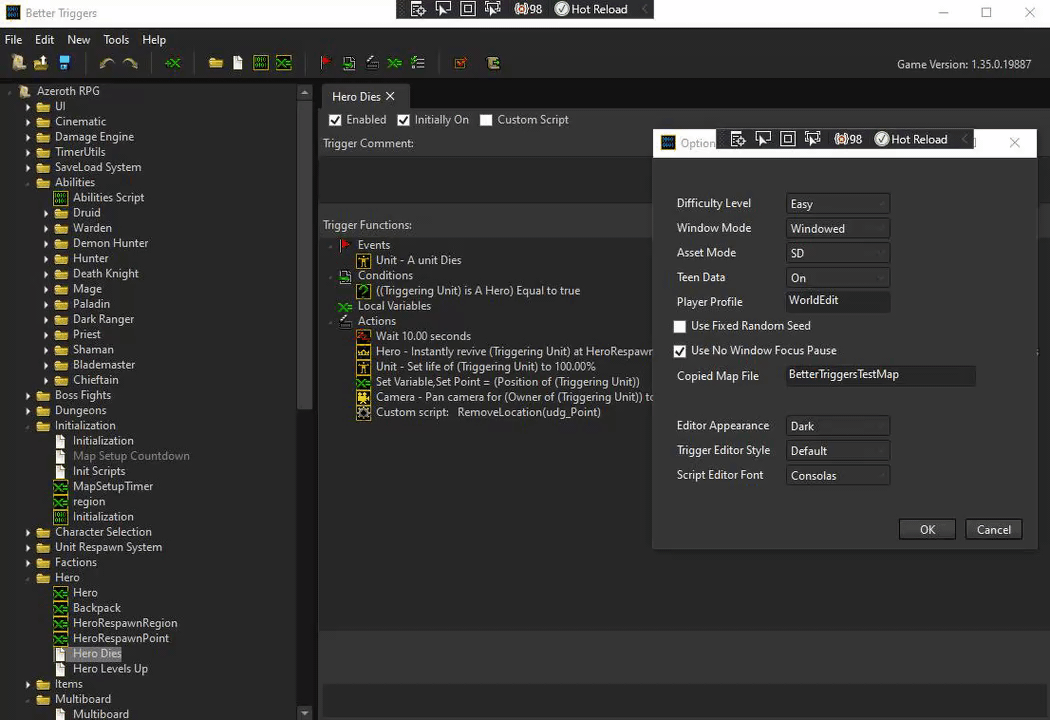 Better Triggers
98 Hot Reload
File Edit New Tools Help
Game Version: 1.35.0.19887
Azeroth RPG
UI
Cinematic
Damage Engine
TimerUtils
SaveLoad System
Abilities
Abilities Script
Druid
Warden
Demon Hunter
Hunter
Death Knight
Mage
Paladin
Dark Ranger
Priest
Shaman
Blademaster
Chieftain
Boss Fights
Dungeons
Initialization
Initialization
Map Setup Countdown
Init Scripts
MapSetupTimer
region
Initialization
Character Selection
Unit Respawn System
Factions
Hero
Hero
Backpack
HeroRespawnRegion
HeroRespawnPoint
Hero Dies
Hero Levels Up
Items
Multiboard
Multiboard
Hero Dies
Enabled Initially On Custom Script
Trigger Comment:
Trigger Functions:
Events
Unit - A unit Dies
Conditions
((Triggering Unit) is A Hero) Equal to true
Local Variables
Actions
Wait 10.00 seconds
Hero - Instantly revive (Triggering Unit) at HeroRespawn
Unit - Set life of (Triggering Unit) to 100.00%
Set Variable,Set Point = (Position of (Triggering Unit))
Camera - Pan camera for (Owner of (Triggering Unit)) to
Custom script: RemoveLocation(udg_Point)
Option
98 Hot Reload
Difficulty Level Easy
Window Mode Windowed
Asset Mode SD
Teen Data On
Player Profile WorldEdit
Use Fixed Random Seed
Use No Window Focus Pause
Copied Map File BetterTriggersTestMap
Editor Appearance Dark
Trigger Editor Style Default
Script Editor Font Consolas
OK Cancel